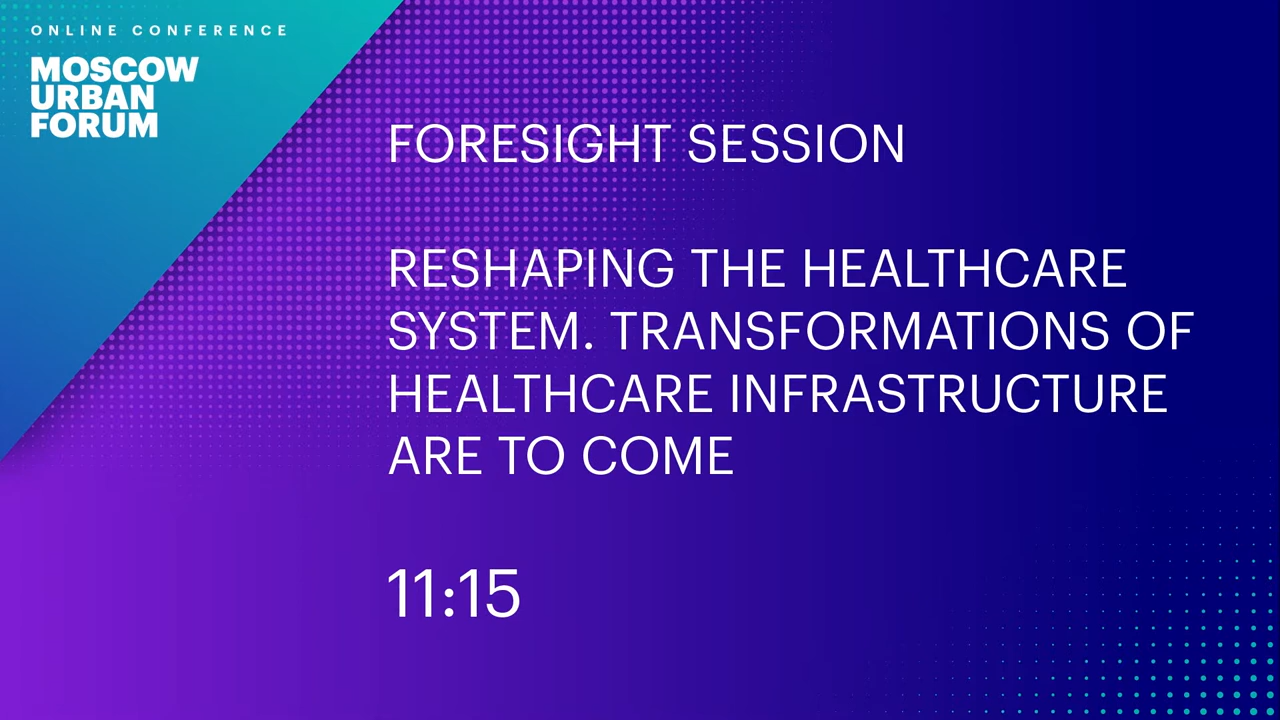 ONLINE CONFERENCE
MOSCOW
URBAN
FORUM
FORESIGHT SESSION
RESHAPING THE HEALTHCARE
SYSTEM. TRANSFORMATIONS OF
HEALTHCARE INFRASTRUCTURE
ARE TO COME
11:15